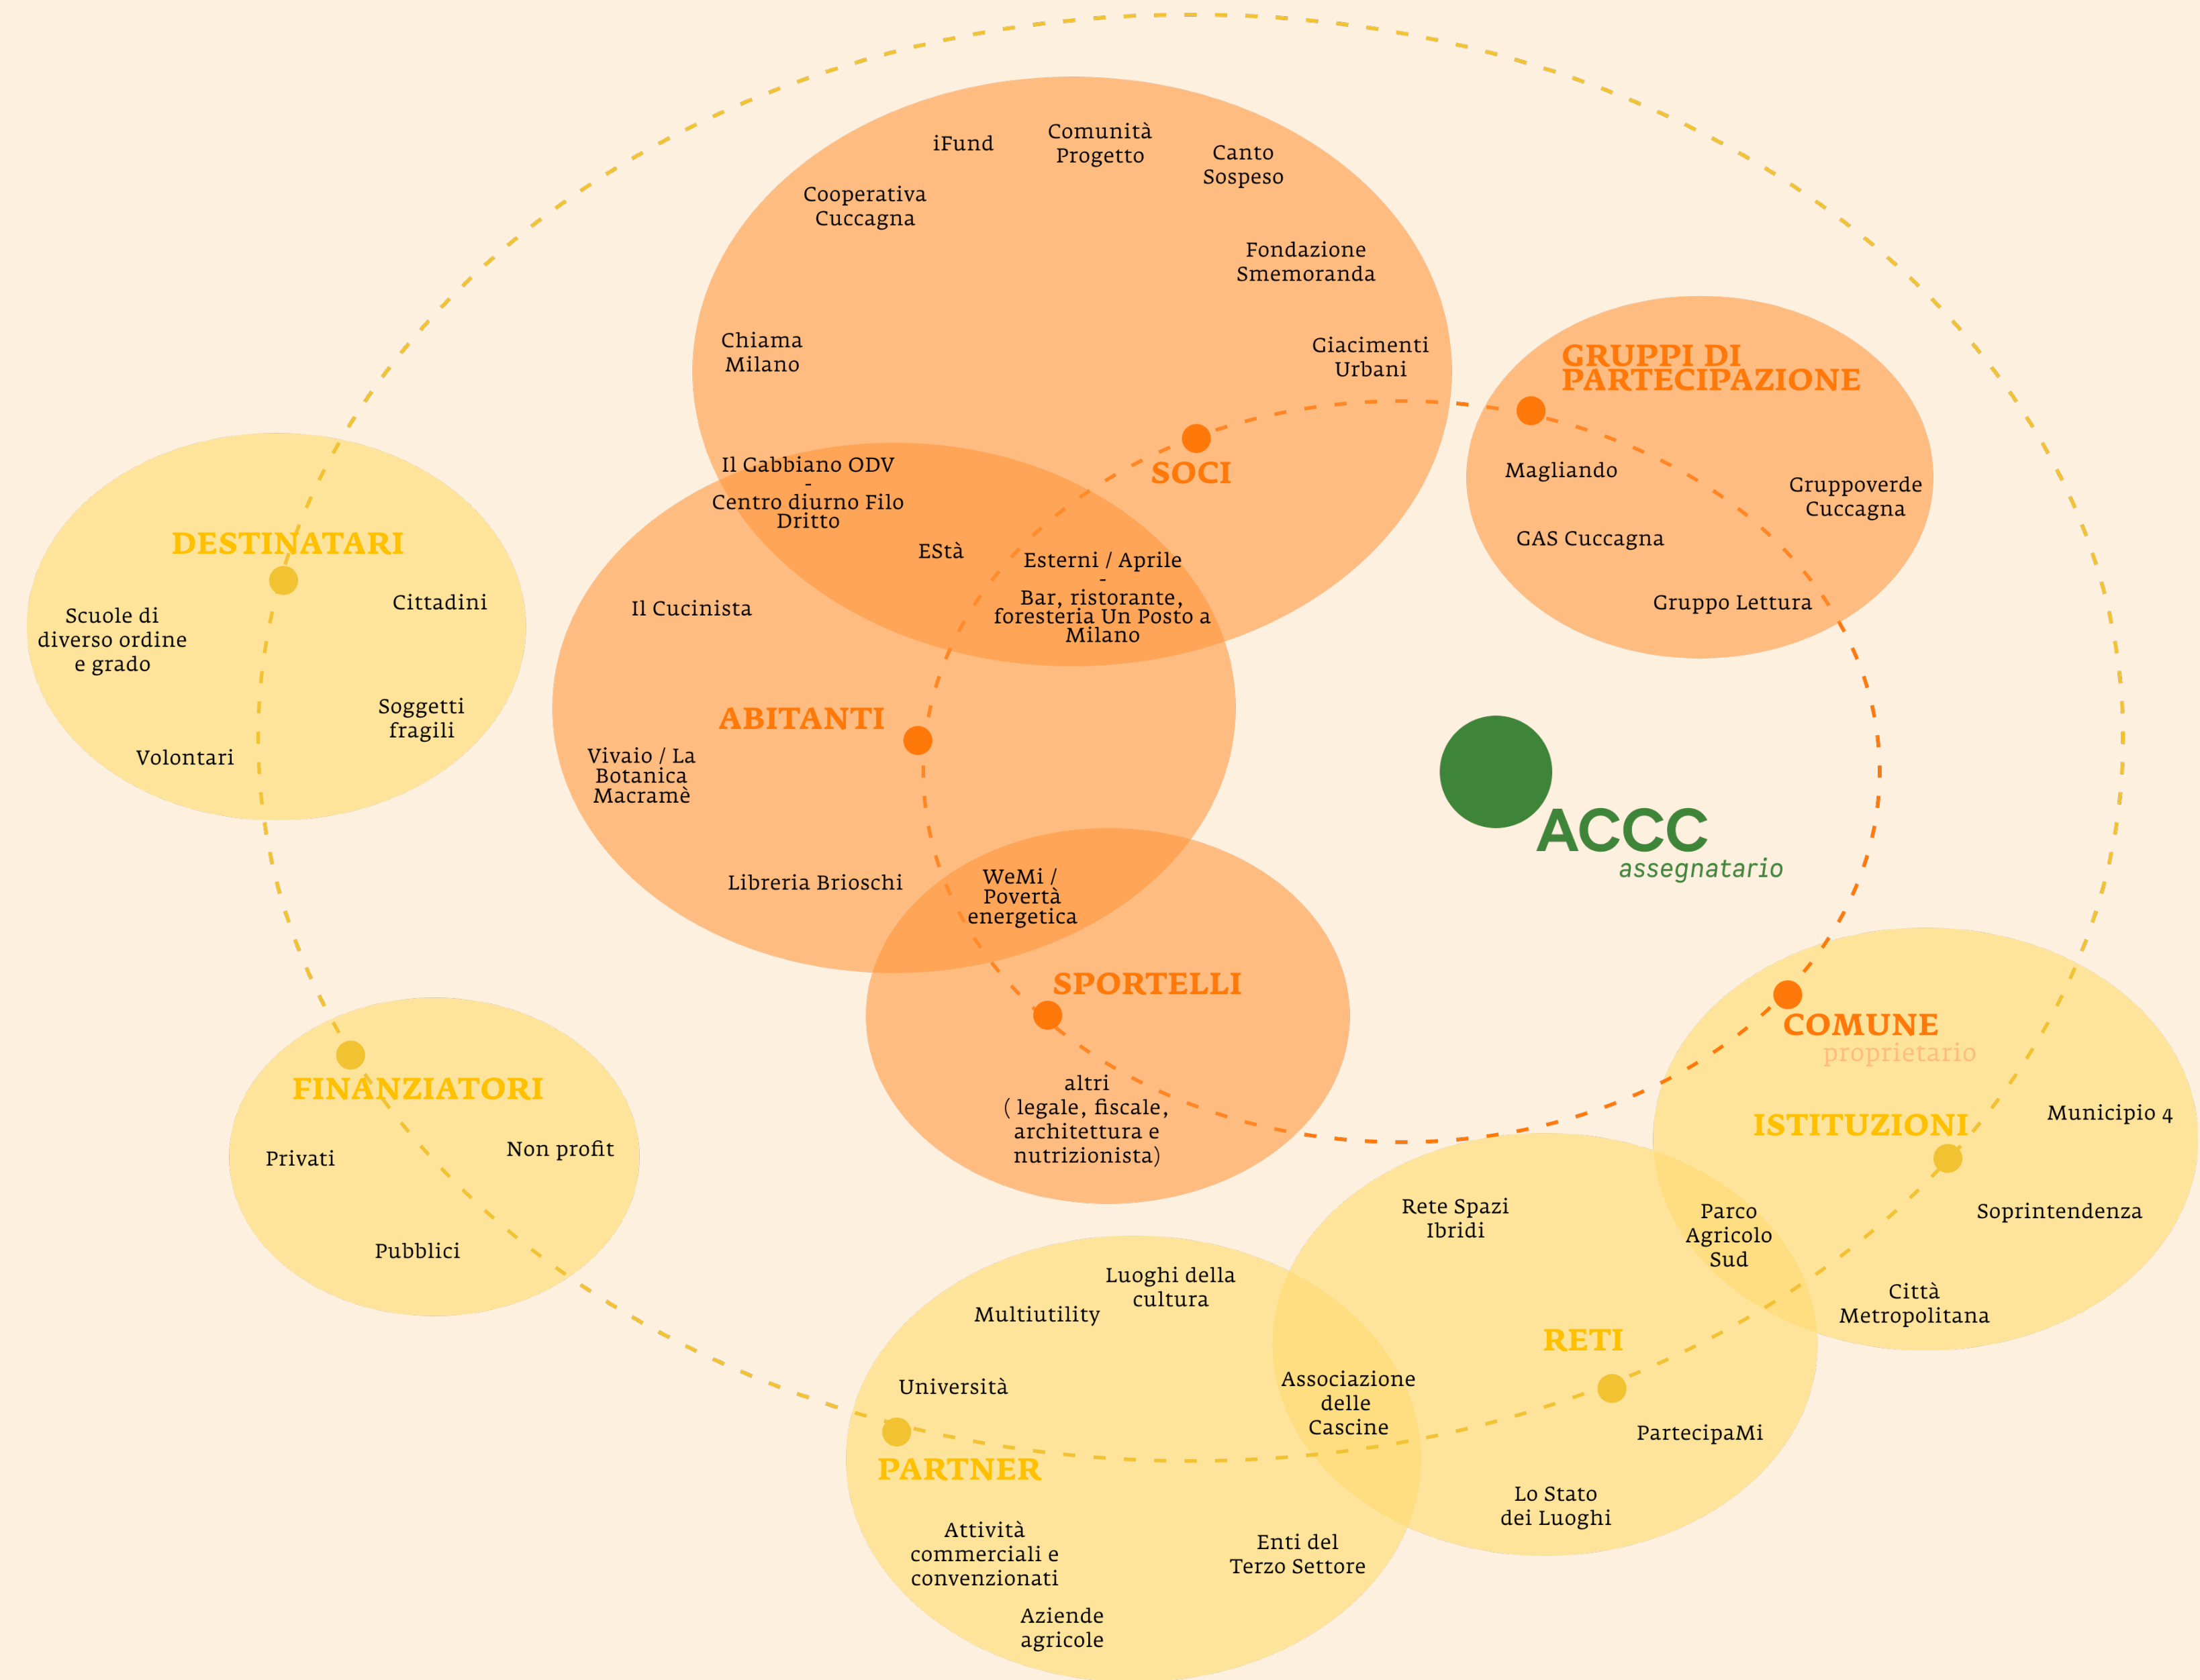 iFund
Comunità
Progetto
Canto
Sospeso
Cooperativa
Cuccagna
Fondazione
Smemoranda
Chiama
Milano
Giacimenti
Urbani
SOCI
Il Gabbiano ODV
-
Centro diurno Filo
Dritto
EStà
Esterni / Aprile
-
Bar, ristorante,
foresteria Un Posto a
Milano
GRUPPI DI
PARTECIPAZIONE
Magliando
Gruppoverde
Cuccagna
GAS Cuccagna
Gruppo Lettura
DESTINATARI
Cittadini
Scuole di
diverso ordine
e grado
Soggetti
fragili
Volontari
Il Cucinista
ABITANTI
Vivaio / La
Botanica
Macramè
Libreria Brioschi
WeMi /
Povertà
energetica
ACCC
assegnatario
SPORTELLI
altri
( legale, fiscale,
architettura e
nutrizionista)
COMUNE
proprietario
ISTITUZIONI
Municipio 4
Soprintendenza
Parco
Agricolo
Sud
Città
Metropolitana
FINANZIATORI
Privati
Non profit
Pubblici
Rete Spazi
Ibridi
RETI
Associazione
delle
Cascine
PartecipaMi
Lo Stato
dei Luoghi
Luoghi della
cultura
Multiutility
Università
PARTNER
Attività
commerciali e
convenzionati
Enti del
Terzo Settore
Aziende
agricole